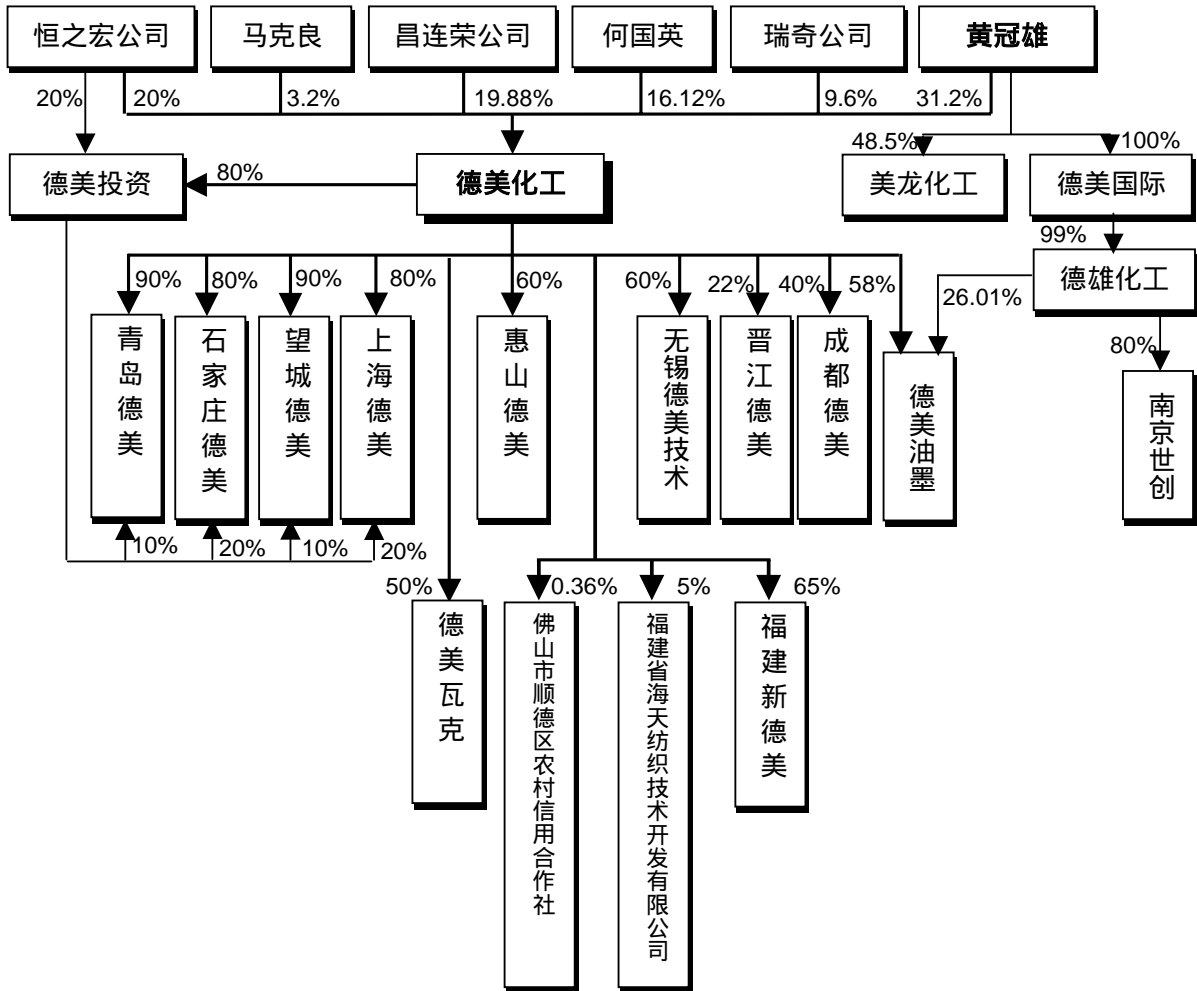 恒之宏公司 马克良 昌连荣公司 何国英 瑞奇公司 黄冠雄
20% 20% 3.2% 19.88% 16.12% 9.6% 31.2%
48.5% 100%
德美投资 80% 德美化工 美龙化工 德美国际
99%
德雄化工
90% 80% 90% 80% 60% 60% 22% 40% 58% 26.01%
80%
青岛德美
石家庄德美
望城德美
上海德美
惠山德美
无锡德美技术
晋江德美
成都德美
德美油墨
南京世创
10% 20% 10% 20%
50% 0.36% 5% 65%
德美瓦克
佛山市顺德区农村信用合作社
福建省海天纺织技术开发有限公司
福建新德美